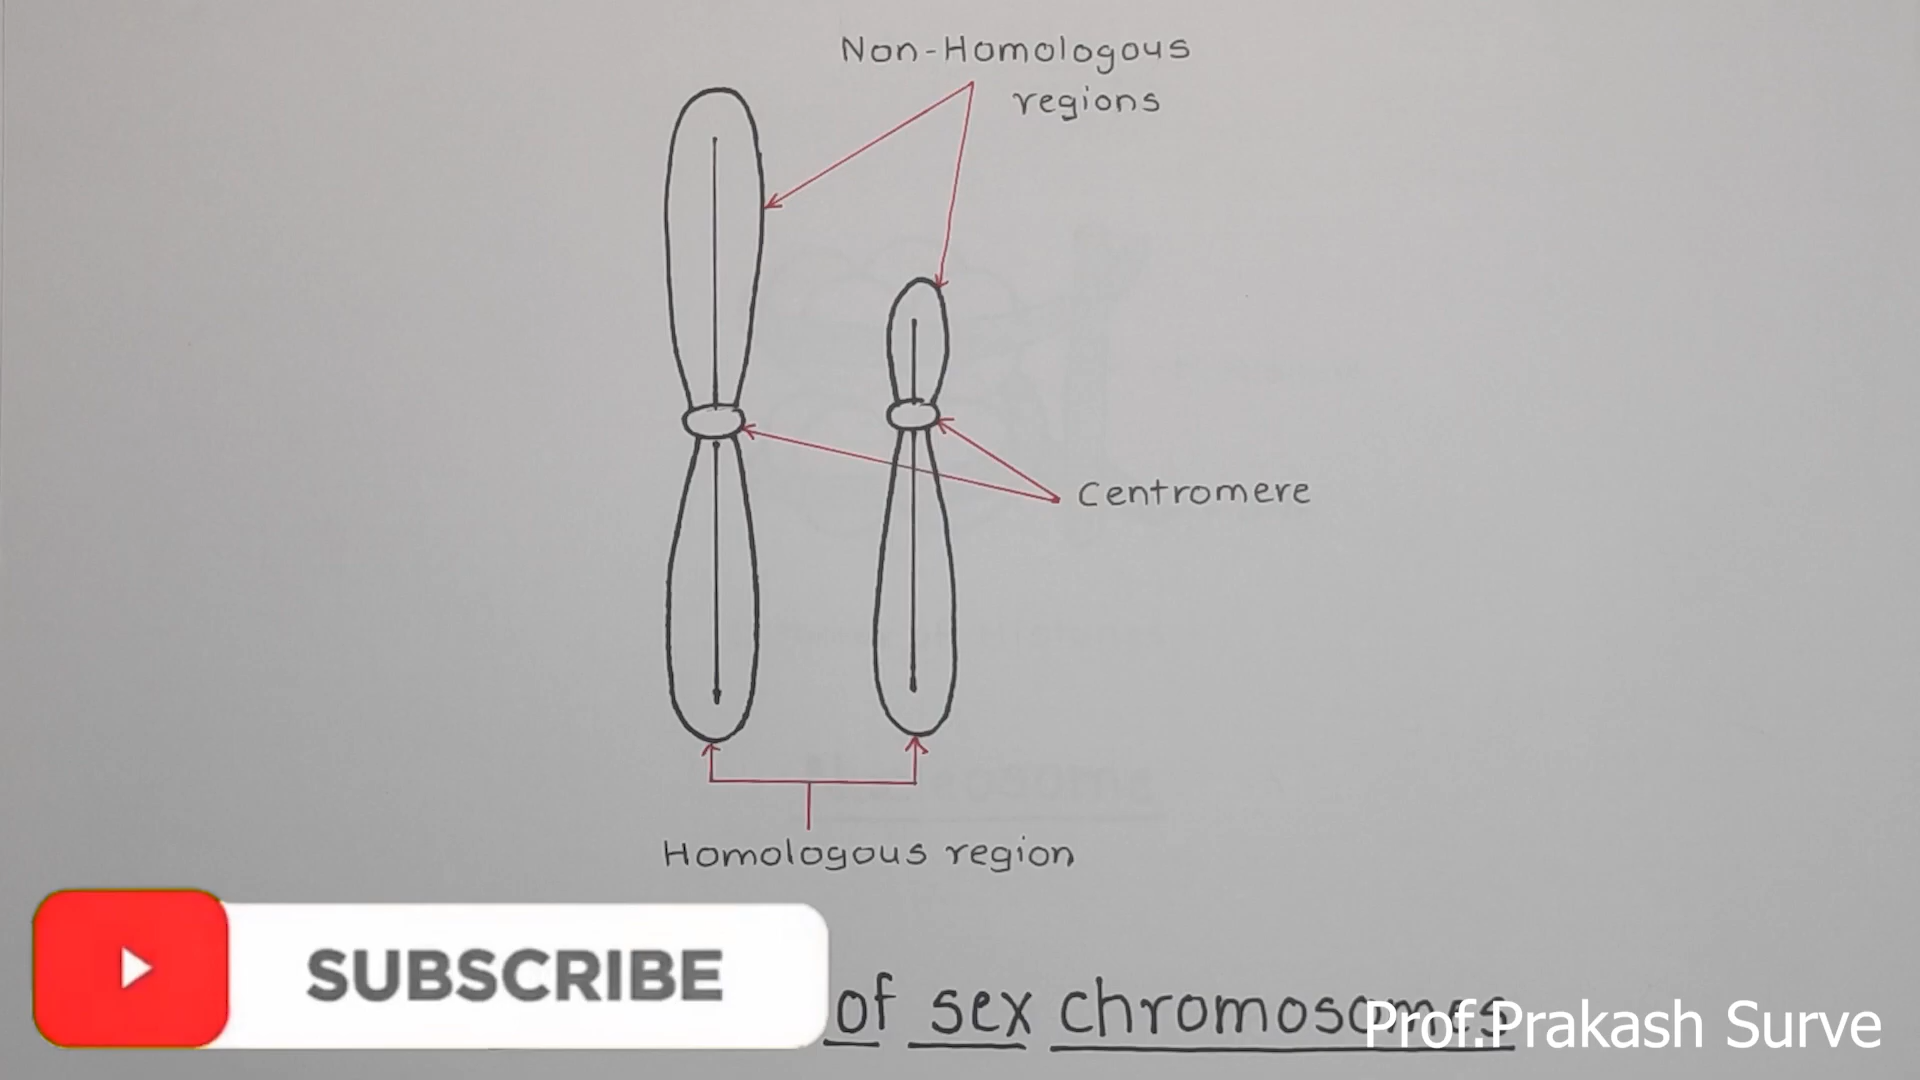 Non-Homologous
regions
Centromere
Homologous region
SUBSCRIBE
of sex chromosomes
Prof.Prakash Surve